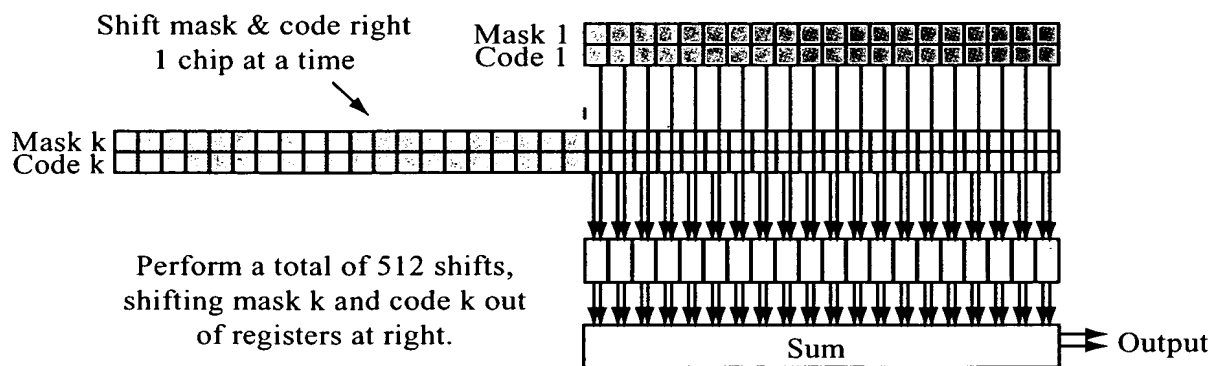 Shift mask & code right
1 chip at a time
Mask 1
Code 1
Mask k
Code k
Perform a total of 512 shifts,
shifting mask k and code k out
of registers at right.
Sum
Output